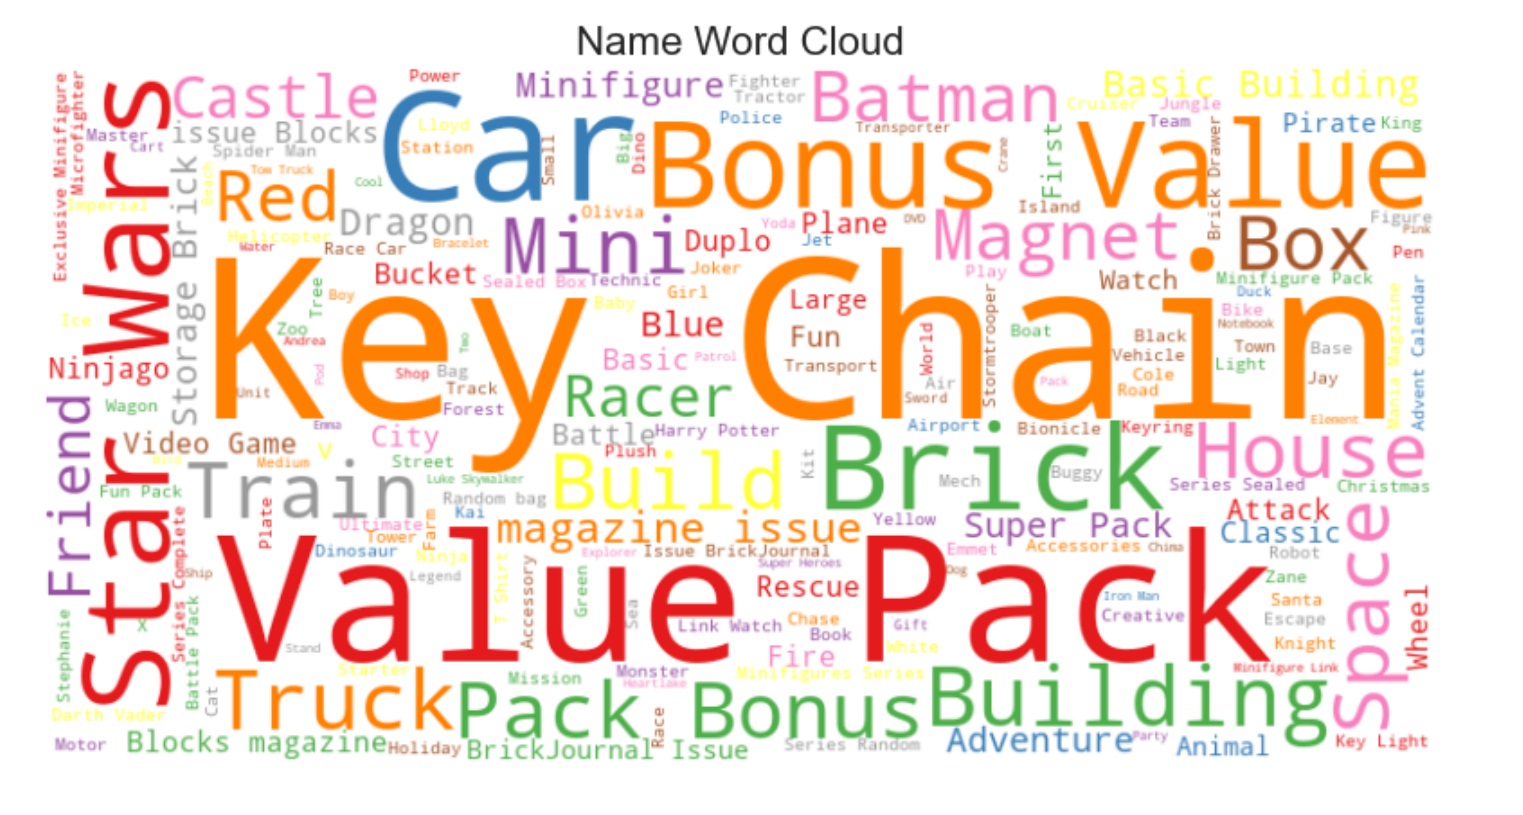 Name Word Cloud
Exclusive Minifigure
Microfighter
Star Wars
Castle
Power
Minifigure
Fighter
Tractor
Batman
Basic Building
Cruiser
Jungle
Master
Cart
issue Blocks
Spider Man
Car
Lloyd
Station
Small
Big
Dino
Police
Bonus
Transporter
Crane
First
Value
Team
Pirate
King
Imperial
Storage Brick
Beach
Tow Truck
Red
Cool
Dragon
Olivia
Mini
Yoda
Plane
DVD
Island
Brick Drawer
Figure
Pink
Helicopter
Water
Race Car
Bracelet
Duplo
Jet
Magnet
Box
Pen
Bucket
Sealed Box
Technic
Joker
Play
Watch
Minifigure Pack
Ice
Key Chain
Tree
Boy
Baby
Girl
Large
Stormtrooper
Duck
Bike
Notebook
Mania Magazine
Advent Calendar
Zoo
Andrea
Two
Blue
Fun
World
Boat
Black
Town
Base
Ninjago
Pod
Shop
Bag
Basic
Patrol
Transport
Vehicle
Light
Unit
Track
Air
Pack
Cole
Jay
Friend
Wagon
Forest
Racer
Sword
Road
Element
Emma
Video Game
V
City
Battle
Harry Potter
Airport
Bionicle
Keyring
Brick
House
Bird
Medium
Street
Plush
Kit
Fun Pack
Train
Luke Skywalker
Build
Mech
Buggy
Series Sealed
Christmas
Random bag
Plate
Ultimate
Kai
Farm
magazine issue
Yellow
Super Pack
Attack
Classic
Tower
Dinosaur
Ninja
Explorer
Issue BrickJournal
Emmet
Accessories
China
Robot
Space
Series Complete
Ship
Legend
T Shirt
Accessory
Green
Super Heroes
Dog
Zane
Value Pack
Sea
Rescue
Iron Man
Santa
Wheel
Stephanie
X
Battle Pack
Link Watch
Chase
Book
Gift
Creative
Escape
Stand
Fire
White
Knight
Starter
Mission
Monster
Heartlake
Minifigures Series
Minifigure Link
Cat
Truck
Pack Bonus
Building
Darth Vader
Race
Motor
Blocks magazine
Holiday
BrickJournal Issue
Series Random
Adventure
Party
Animal
Key Light